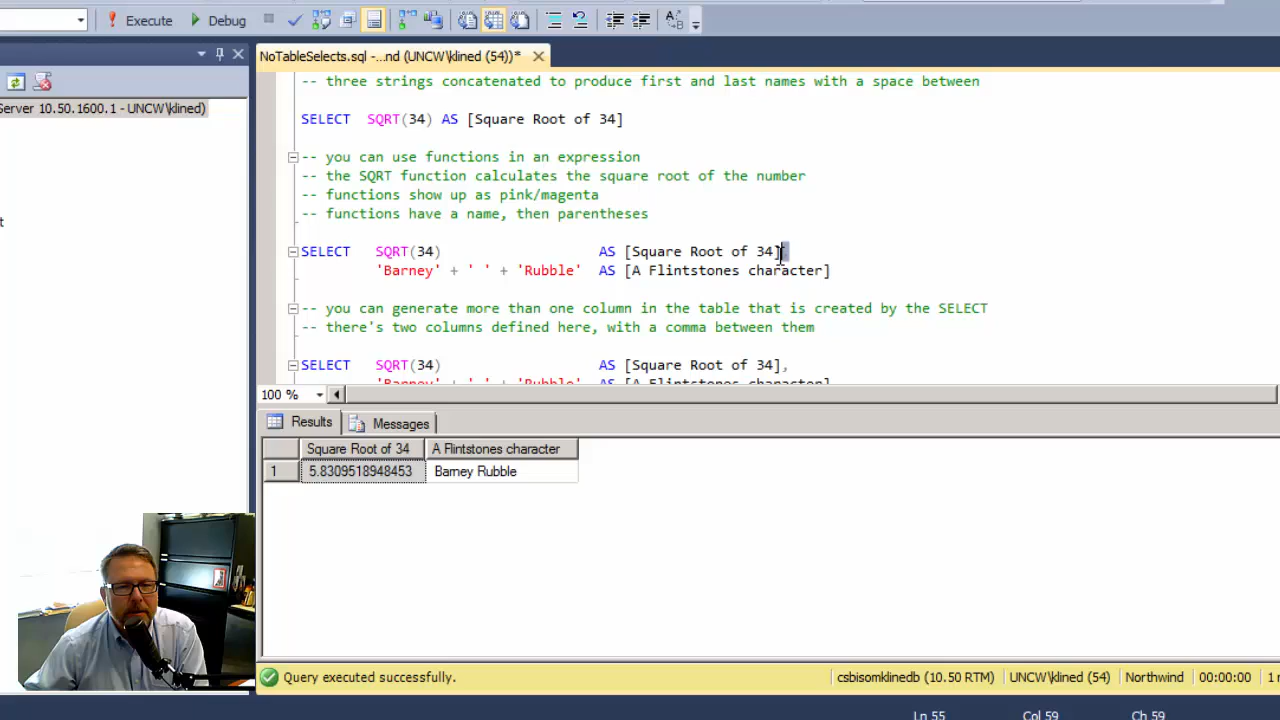 Execute Debug
NoTableSelects.sql -...nd (UNCW\klined (54))*
Server 10.50.1600.1 - UNCW\klined)
t
-- three strings concatenated to produce first and last names with a space between
SELECT SQRT(34) AS [Square Root of 34]
-- you can use functions in an expression
-- the SQRT function calculates the square root of the number
-- functions show up as pink/magenta
-- functions have a name, then parentheses
SELECT SQRT(34) AS [Square Root of 34],
'Barney' + ' ' + 'Rubble' AS [A Flintstones character]
-- you can generate more than one column in the table that is created by the SELECT
-- there's two columns defined here, with a comma between them
SELECT SQRT(34) AS [Square Root of 34],
'Barney' + ' ' + 'Rubble' AS [A Flintstones character]
100 %
Results Messages
Square Root of 34 A Flintstones character
1 5.8309518948453 Barney Rubble
Query executed successfully. csbisomklinedb (10.50 RTM) UNCW\klined (54) Northwind 00:00:00 1
Ln 55 Col 59 Ch 59